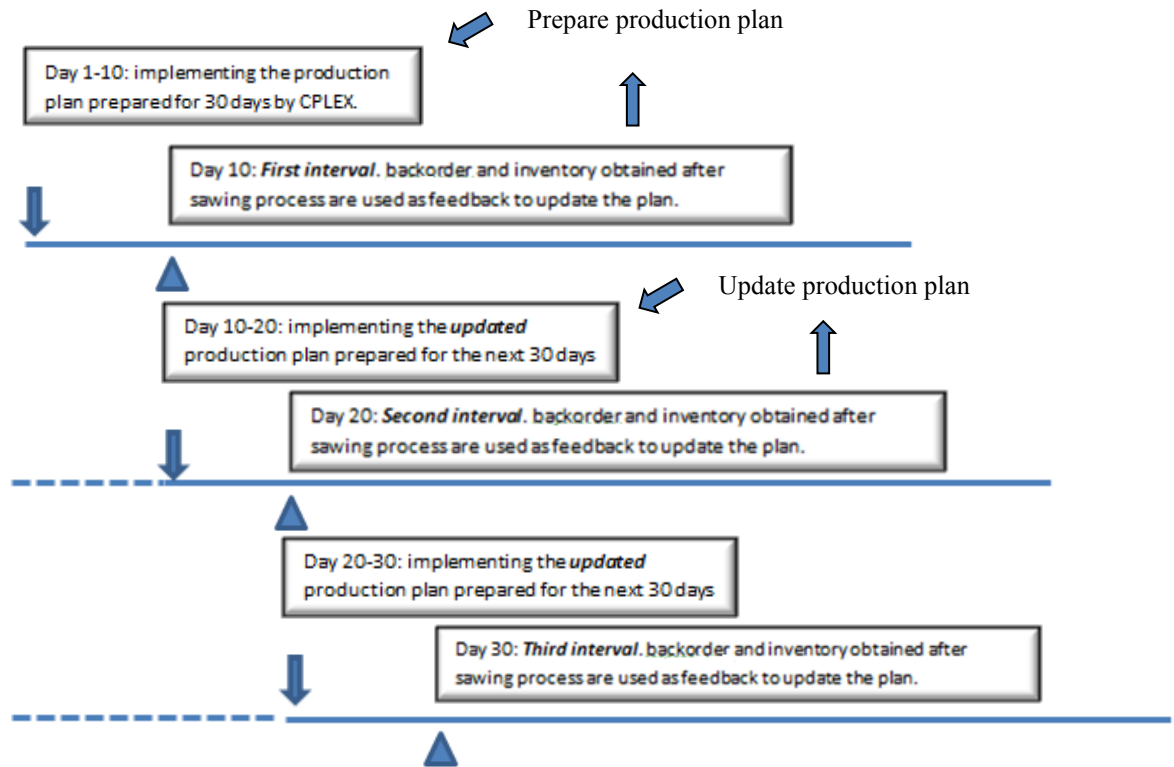 Prepare production plan
Day 1-10: implementing the production
plan prepared for 30 days by CPLEX.
Day 10: First interval. backorder and inventory obtained after
sawing process are used as feedback to update the plan.
Update production plan
Day 10-20: implementing the updated
production plan prepared for the next 30 days
Day 20: Second interval. backorder and inventory obtained after
sawing process are used as feedback to update the plan.
Day 20-30: implementing the updated
production plan prepared for the next 30 days
Day 30: Third interval. backorder and inventory obtained after
sawing process are used as feedback to update the plan.